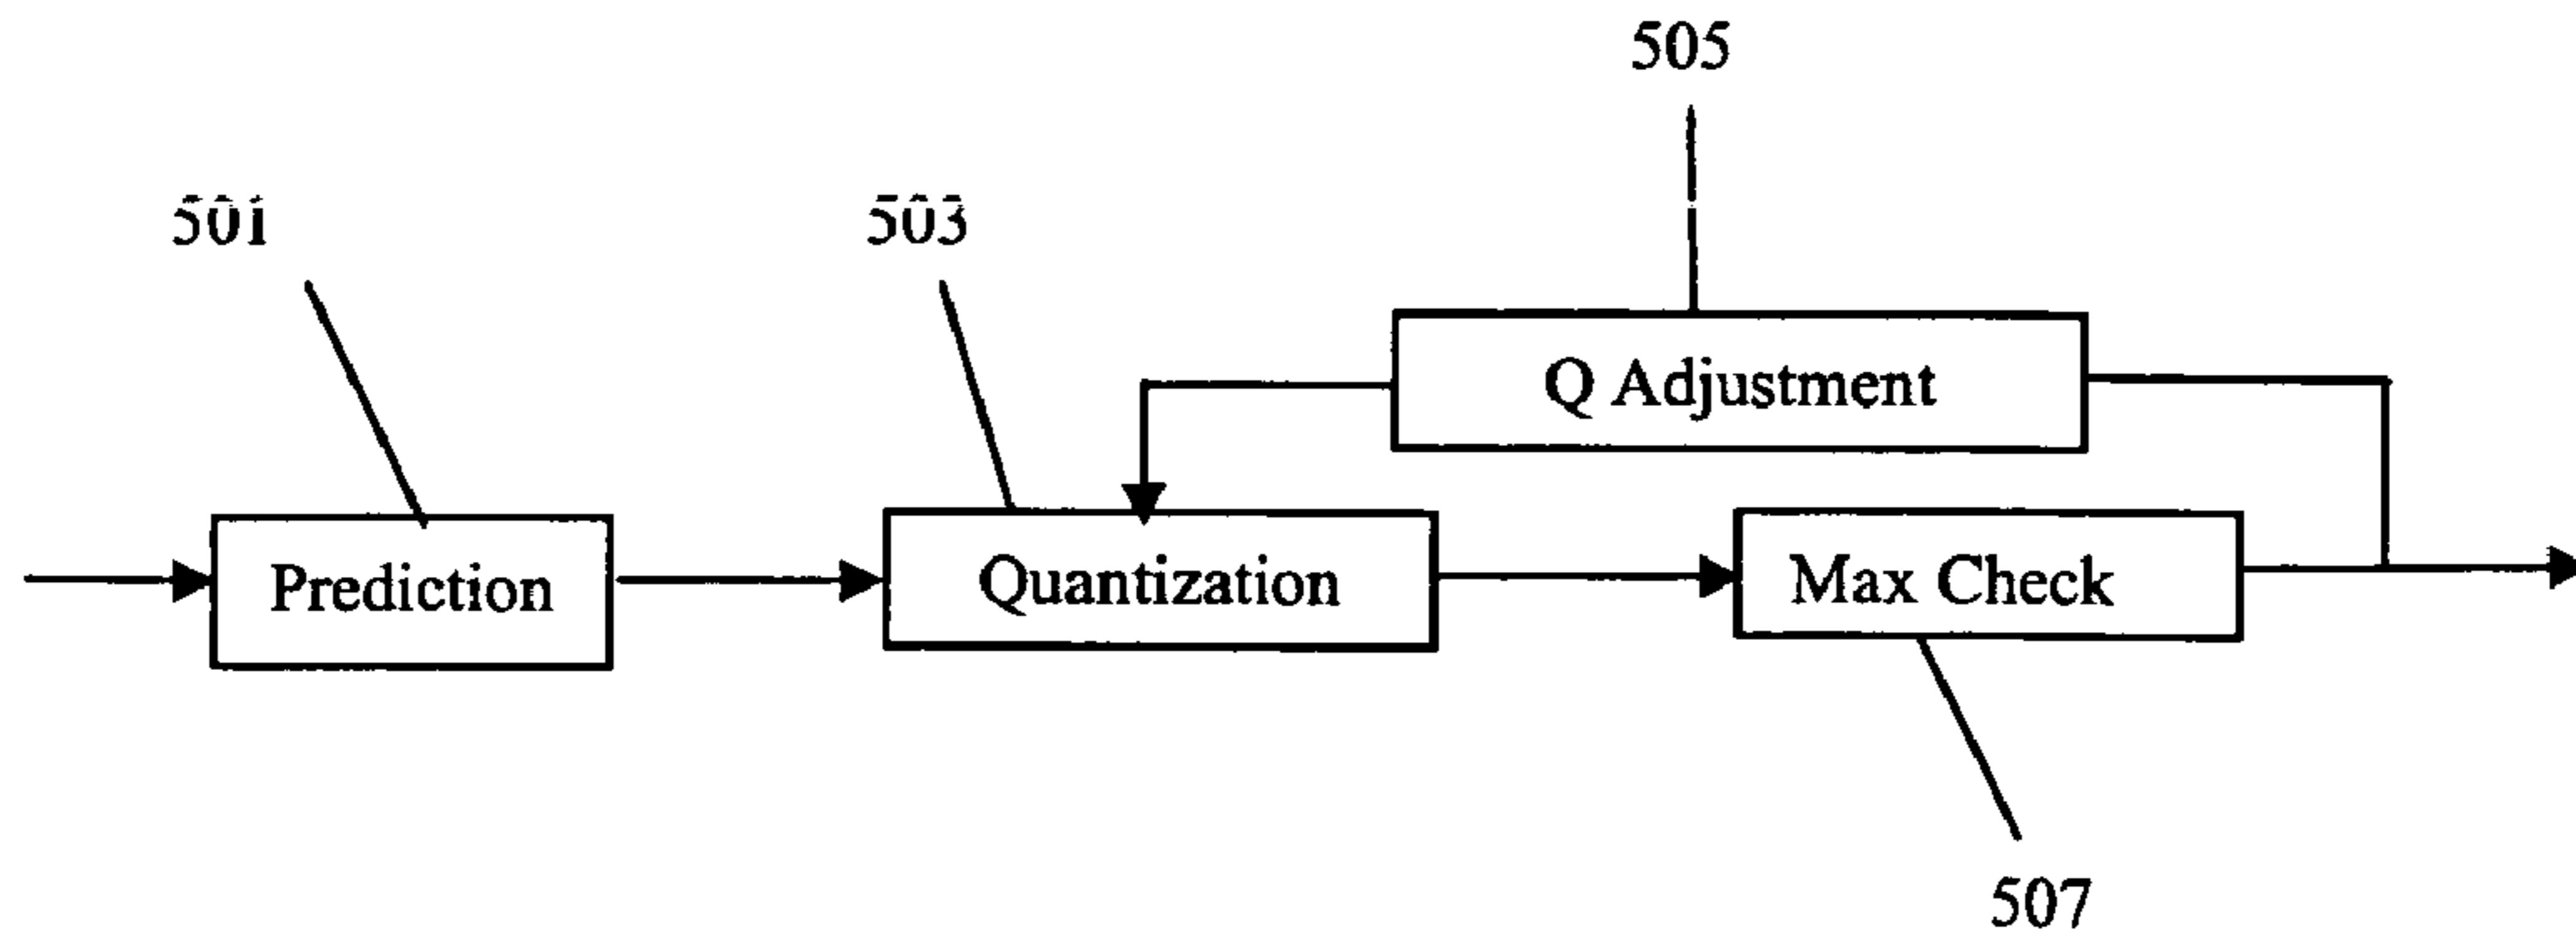 505
501
503
Q Adjustment
Prediction
Quantization
Max Check
507